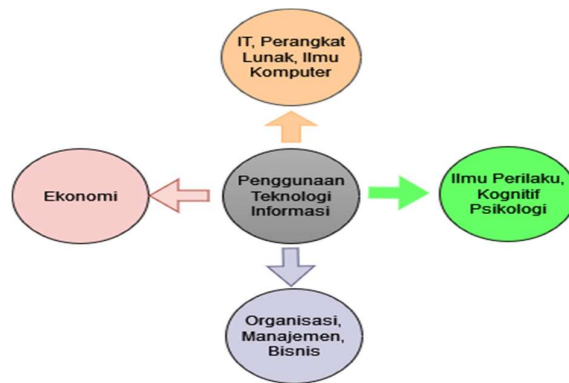 IT, Perangkat
Lunak, Ilmu
Komputer
Ekonomi
Penggunaan
Teknologi
Informasi
Ilmu Perilaku,
Kognitif
Psikologi
Organisasi,
Manajemen,
Bisnis